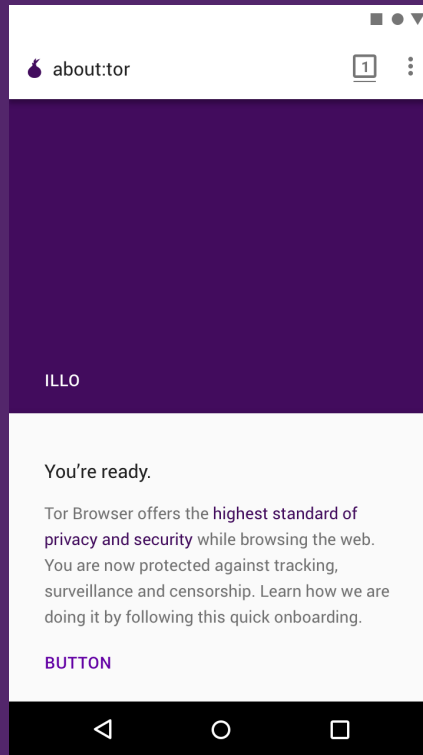 about:tor
1
ILLO
You’re ready.
Tor Browser offers the highest standard of
privacy and security while browsing the web.
You are now protected against tracking,
surveillance and censorship. Learn how we are
doing it by following this quick onboarding.
BUTTON